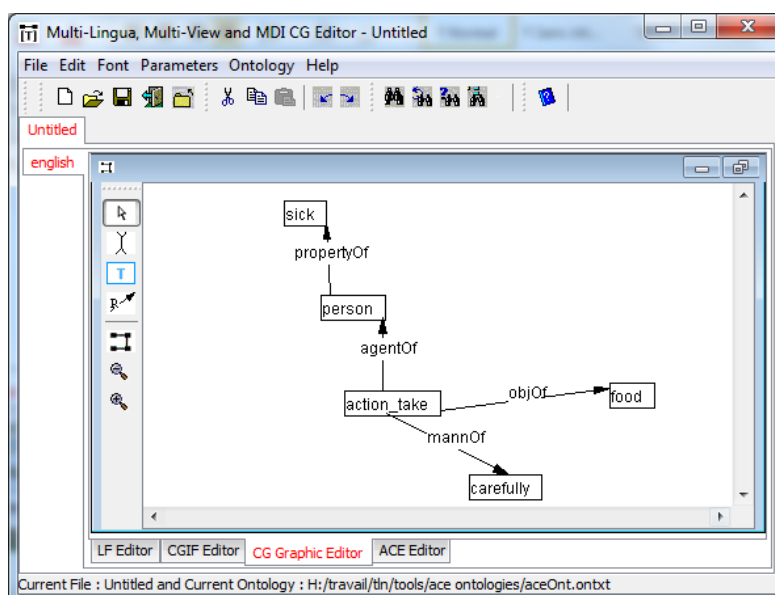 Multi-Lingua, Multi-View and MDI CG Editor - Untitled
File Edit Font Parameters Ontology Help
Untitled
english
sick
propertyOf
T
person
R
agentOf
action_take
objOf
food
mannOf
carefully
LF Editor CGIF Editor CG Graphic Editor ACE Editor
Current File : Untitled and Current Ontology : H:/travail/tln/tools/ace ontologies/aceOnt.ontxt